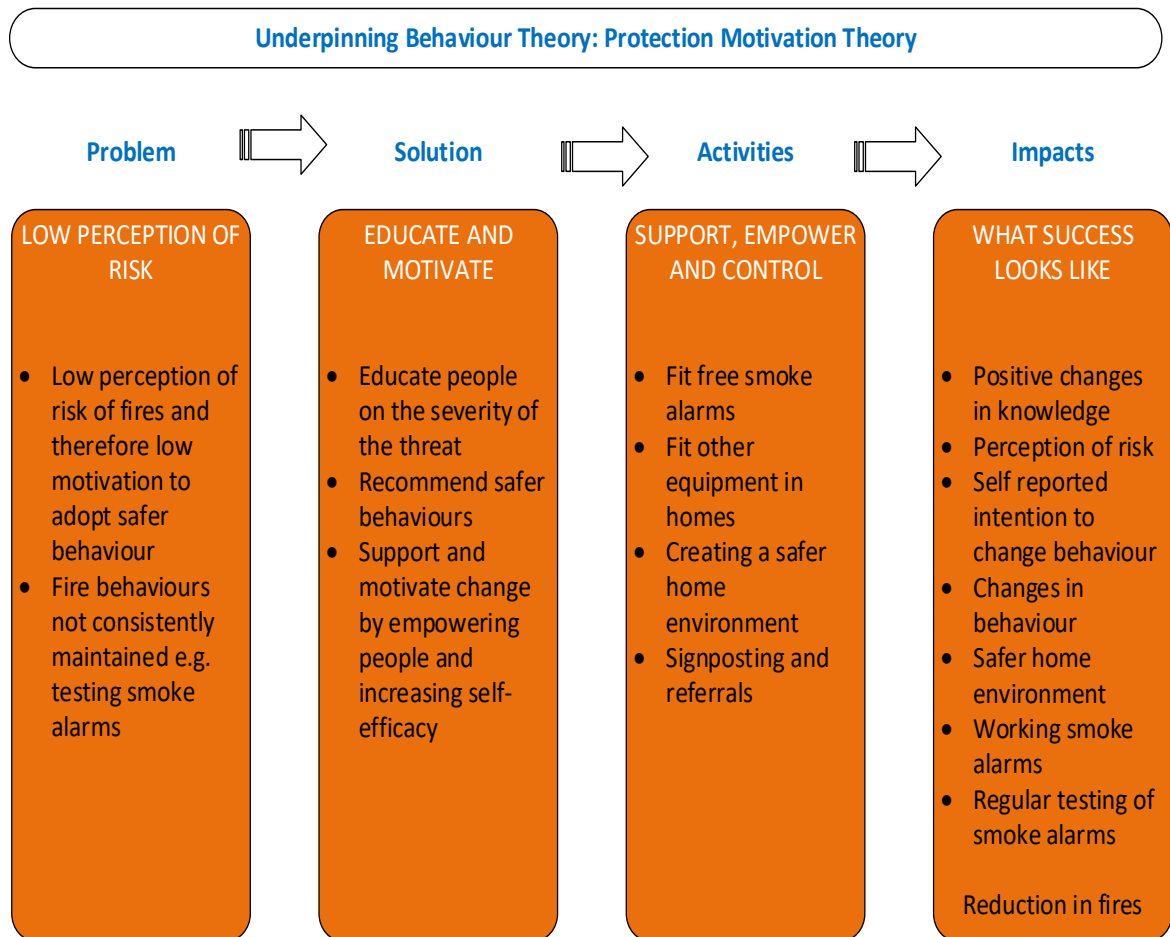 Underpinning Behaviour Theory: Protection Motivation Theory
Problem
Solution
Activities
Impacts
LOW PERCEPTION OF
RISK
• Low perception of
risk of fires and
therefore low
motivation to
adopt safer
behaviour
• Fire behaviours
not consistently
maintained e.g.
testing smoke
alarms
EDUCATE AND
MOTIVATE
• Educate people
on the severity of
the threat
• Recommend safer
behaviours
• Support and
motivate change
by empowering
people and
increasing self-
efficacy
SUPPORT, EMPOWER
AND CONTROL
• Fit free smoke
alarms
• Fit other
equipment in
homes
• Creating a safer
home
environment
• Signposting and
referrals
WHAT SUCCESS
LOOKS LIKE
• Positive changes
in knowledge
• Perception of risk
• Self reported
intention to
change behaviour
• Changes in
behaviour
• Safer home
environment
• Working smoke
alarms
• Regular testing of
smoke alarms
Reduction in fires